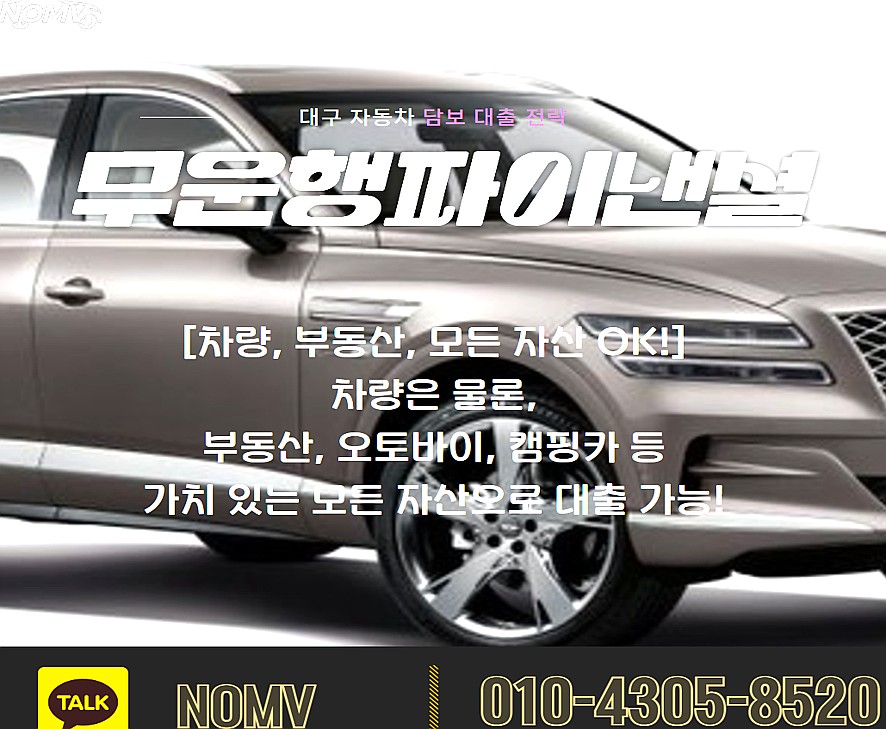 NOMV
대구 자동차 담보 대출 전략
무운행파이낸셜
[차량, 부동산, 모든 자산 OK!]
차량은 물론,
부동산, 오토바이, 캠핑카 등
가치 있는 모든 자산으로 대출 가능!
TALK
NOMV
010-4305-8520